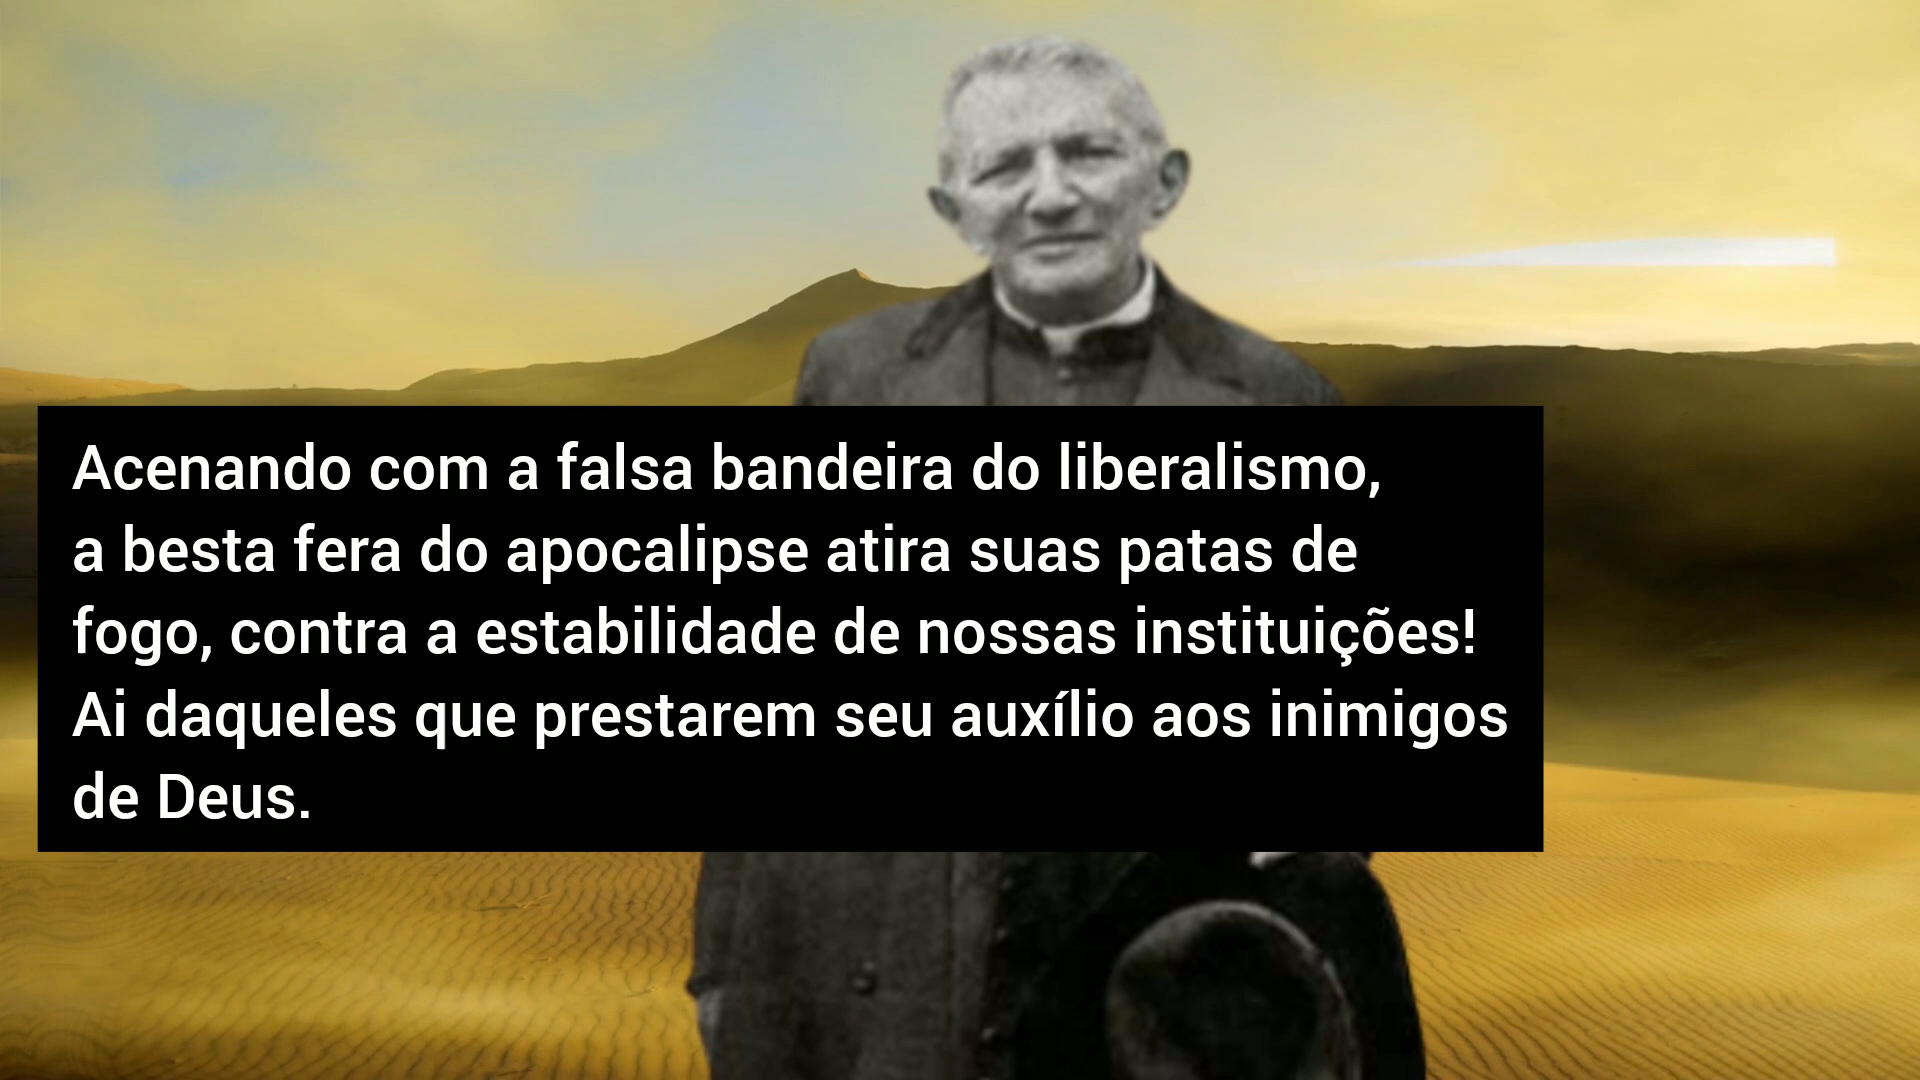 Acenando com a falsa bandeira do liberalismo,
a besta fera do apocalipse atira suas patas de
fogo, contra a estabilidade de nossas instituições!
Ai daqueles que prestarem seu auxílio aos inimigos
de Deus.